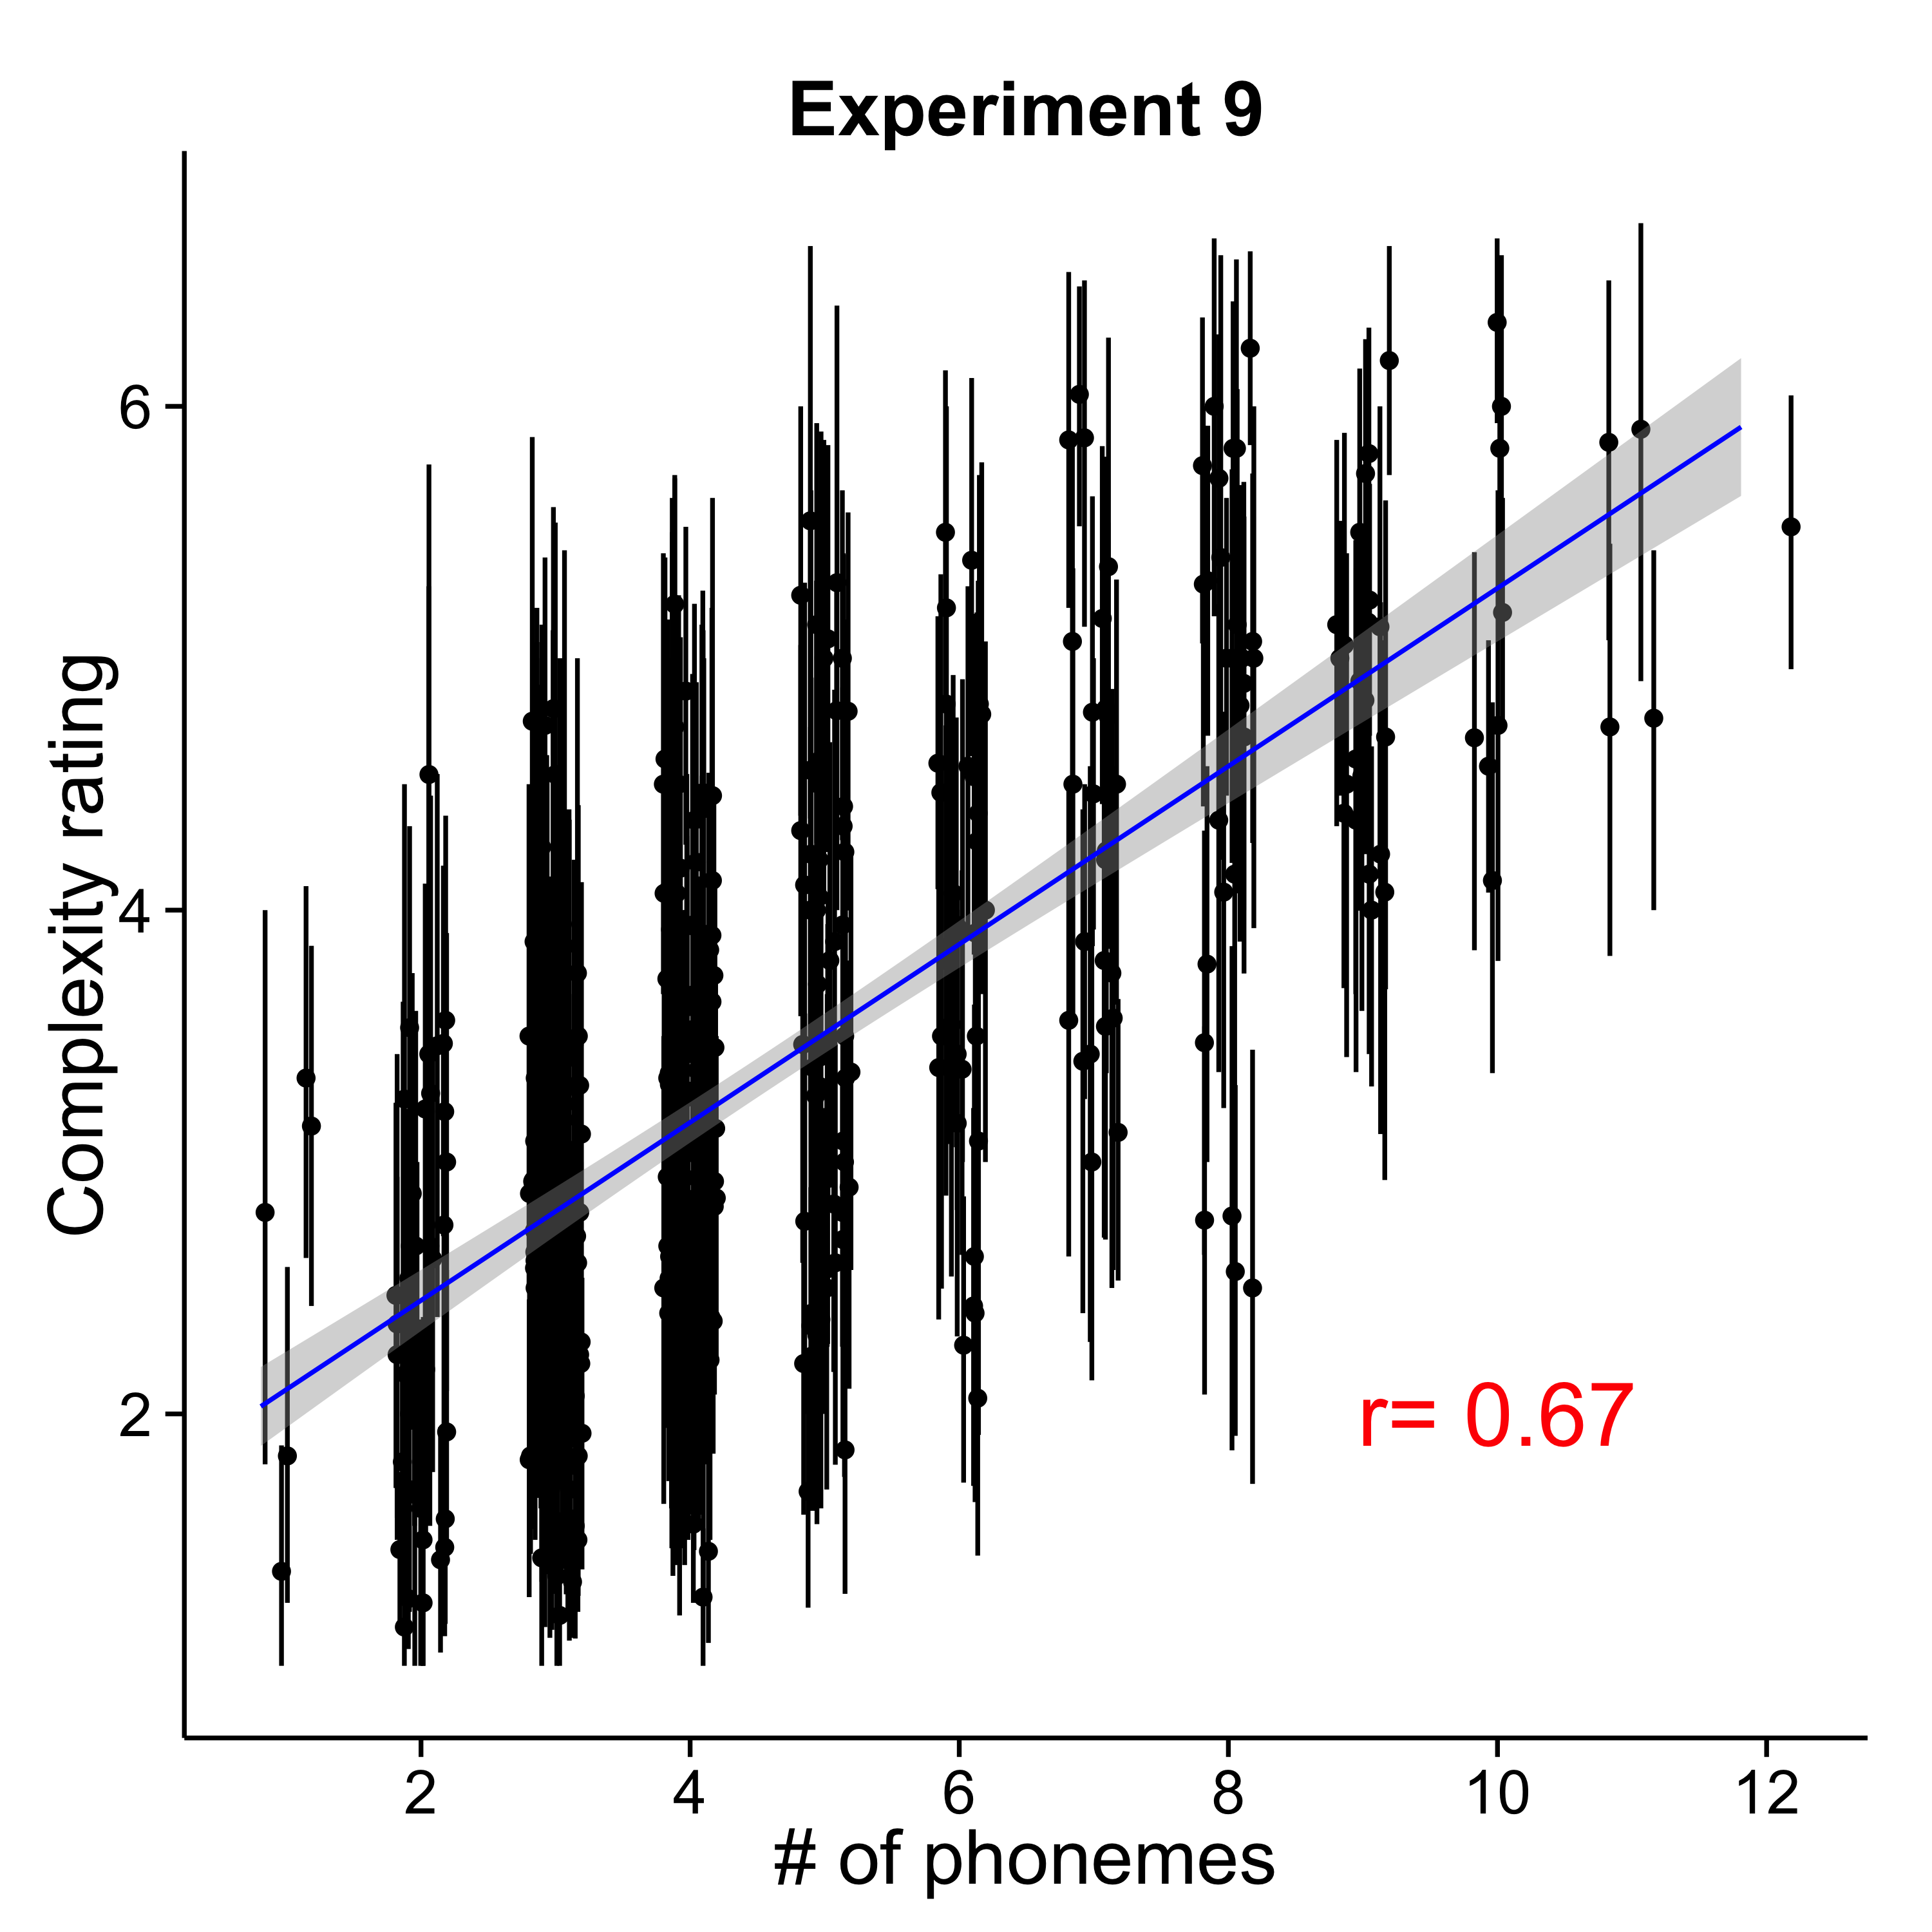 Experiment 9
Complexity rating
6
4
2
r= 0.67
2 4 6 8 10 12
# of phonemes